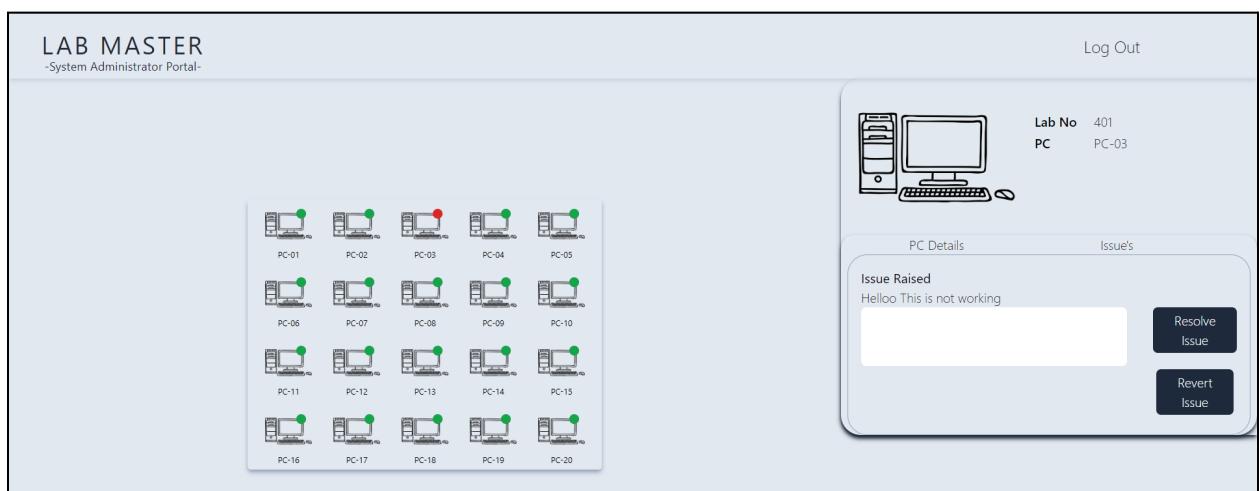 LAB MASTER
-System Administrator Portal-
Log Out
Lab No 401
PC PC-03
PC-01 PC-02 PC-03 PC-04 PC-05
PC-06 PC-07 PC-08 PC-09 PC-10
PC-11 PC-12 PC-13 PC-14 PC-15
PC-16 PC-17 PC-18 PC-19 PC-20
PC Details Issue's
Issue Raised
Helloo This is not working
Resolve
Issue
Revert
Issue